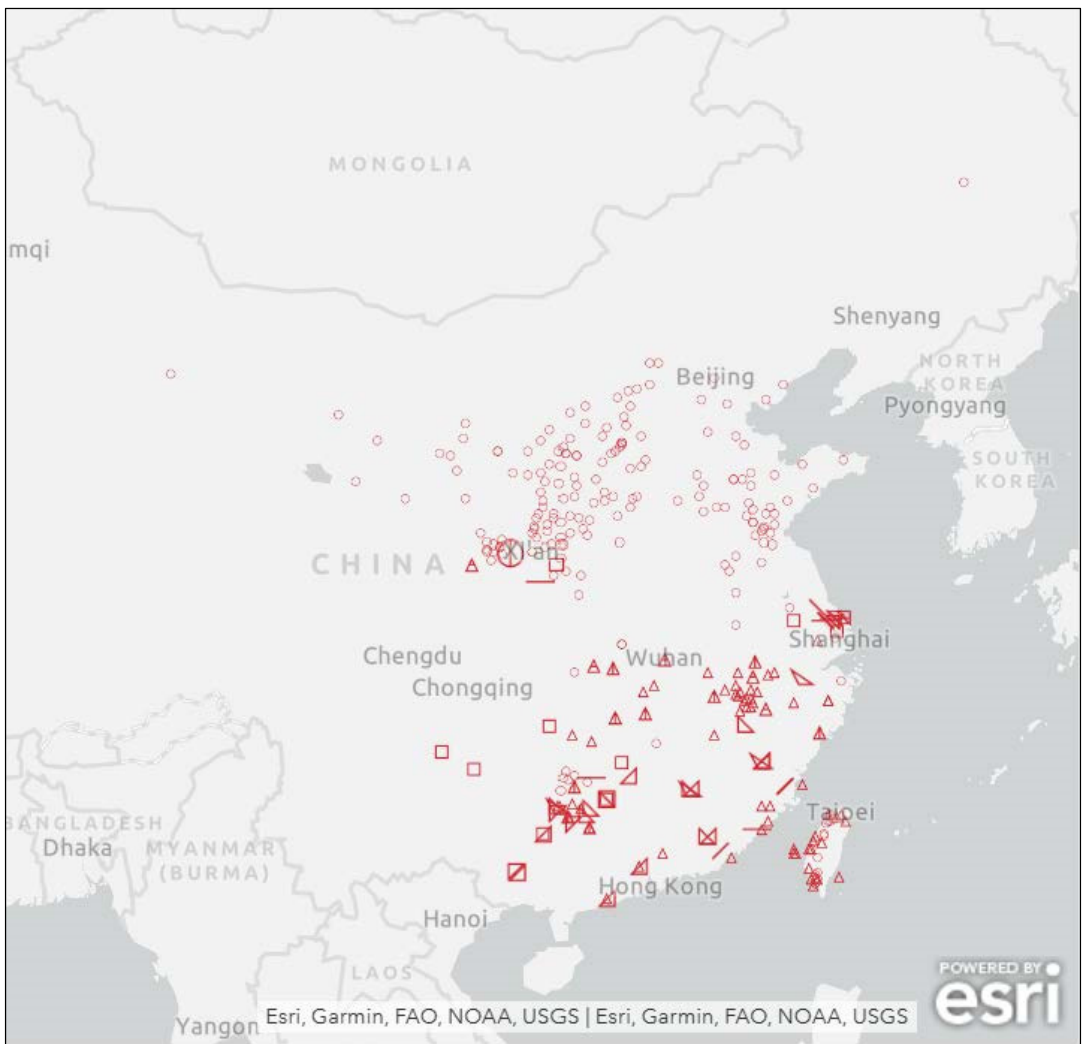 MONGOLIA
mqi
Shenyang
NORTH
KOREA
Beijing
Pyongyang
SOUTH
KOREA
Xi'an
CHINA
Shanghai
Chengdu
Wuhan
Chongqing
Taipei
BANGLADESH
Dhaka
MYANMAR
(BURMA)
Hong Kong
Hanoi
LAOS
POWERED BY
esri
Yangon
Esri, Garmin, FAO, NOAA, USGS | Esri, Garmin, FAO, NOAA, USGS